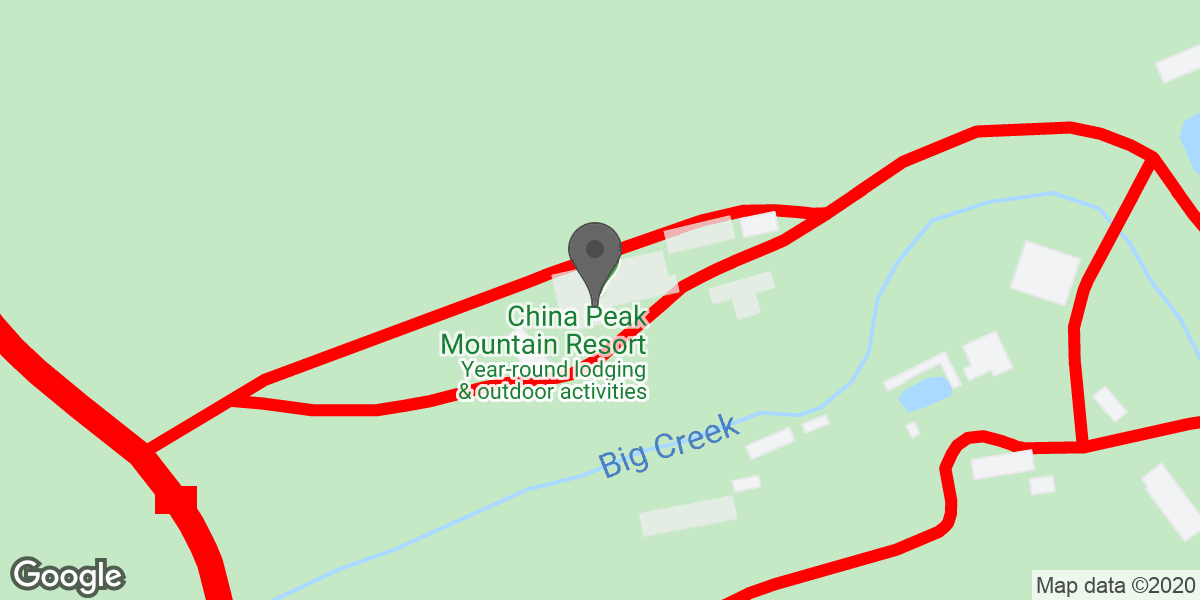 China Peak
Mountain Resort
Year-round lodging
& outdoor activities
Big Creek
Google
Map data ©2020